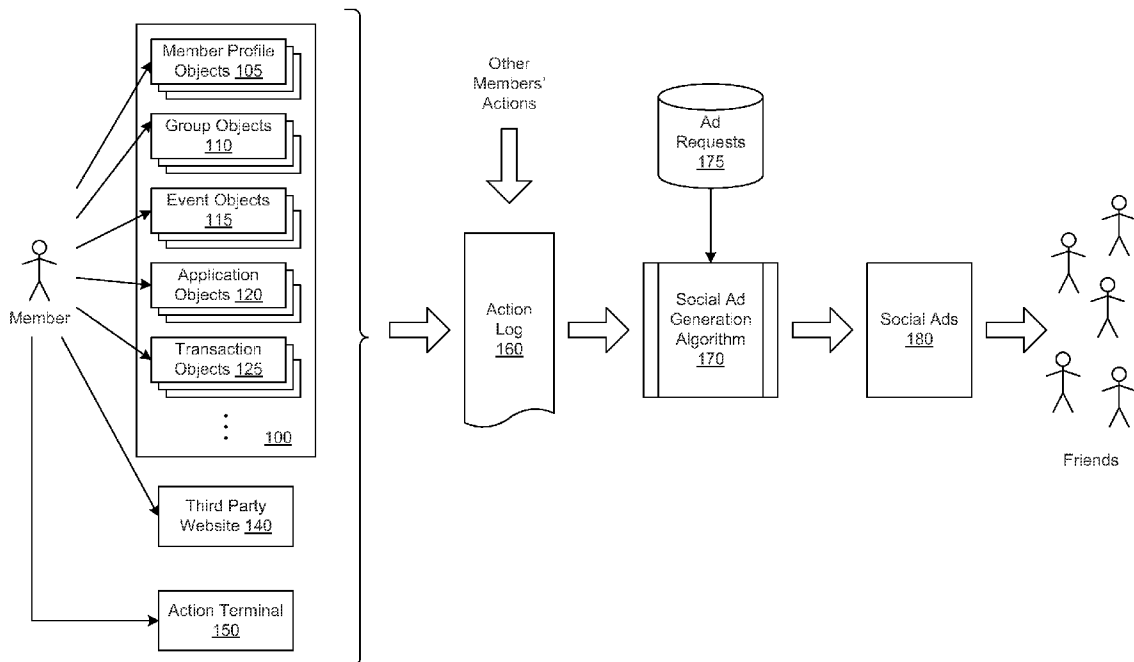 Member
Member Profile
Objects 105
Group Objects
110
Event Objects
115
Application
Objects 120
Transaction
Objects 125
100
Third Party
Website 140
Action Terminal
150
Other
Members'
Actions
Action
Log
160
Ad
Requests
175
Social Ad
Generation
Algorithm
170
Social Ads
180
Friends